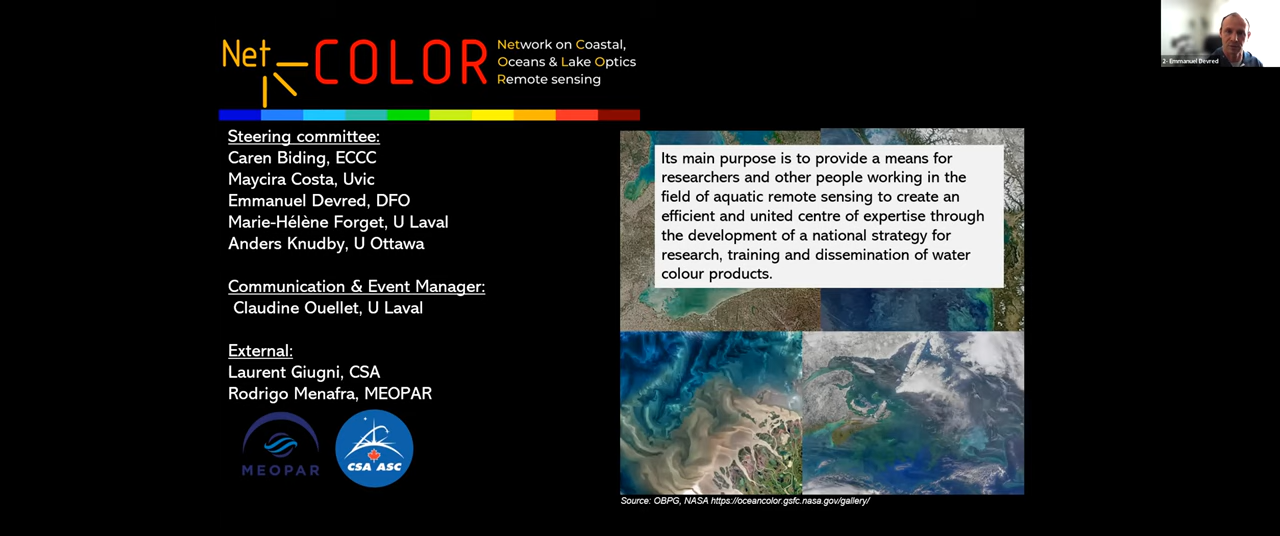 Net COLOR
Network on Coastal,
Oceans & Lake Optics
Remote sensing
2- Emmanuel Devred
Steering committee:
Caren Biding, ECCC
Maycira Costa, Uvic
Emmanuel Devred, DFO
Marie-Hélène Forget, U Laval
Anders Knudby, U Ottawa
Communication & Event Manager:
Claudine Ouellet, U Laval
External:
Laurent Giugni, CSA
Rodrigo Menafra, MEOPAR
MEOPAR
CSA ASC
Its main purpose is to provide a means for
researchers and other people working in the
field of aquatic remote sensing to create an
efficient and united centre of expertise through
the development of a national strategy for
research, training and dissemination of water
colour products.
Source: OBPG, NASA https://oceancolor.gsfc.nasa.gov/gallery/